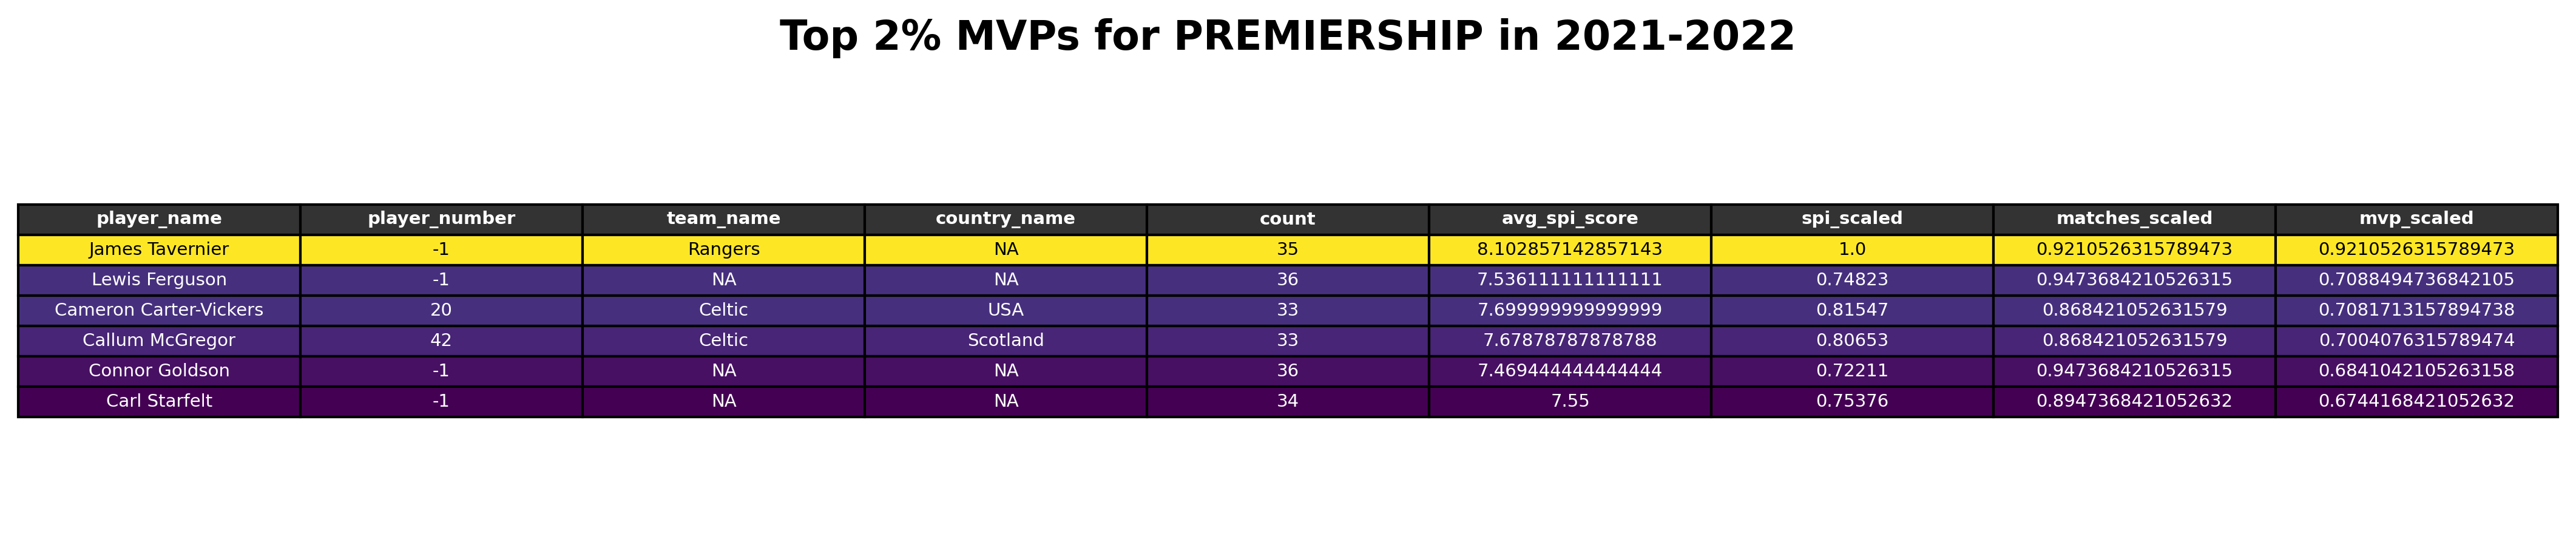 Top 2% MVPs for PREMIERSHIP in 2021-2022
player_name player_number team_name country_name count avg_spi_score spi_scaled matches_scaled mvp_scaled
James Tavernier -1 Rangers NA 35 8.102857142857143 1.0 0.9210526315789473 0.9210526315789473
Lewis Ferguson -1 NA NA 36 7.536111111111111 0.74823 0.9473684210526315 0.7088494736842105
Cameron Carter-Vickers 20 Celtic USA 33 7.699999999999999 0.81547 0.868421052631579 0.7081713157894738
Callum McGregor 42 Celtic Scotland 33 7.67878787878788 0.80653 0.868421052631579 0.7004076315789474
Connor Goldson -1 NA NA 36 7.469444444444444 0.72211 0.9473684210526315 0.6841042105263158
Carl Starfelt -1 NA NA 34 7.55 0.75376 0.8947368421052632 0.6744168421052632